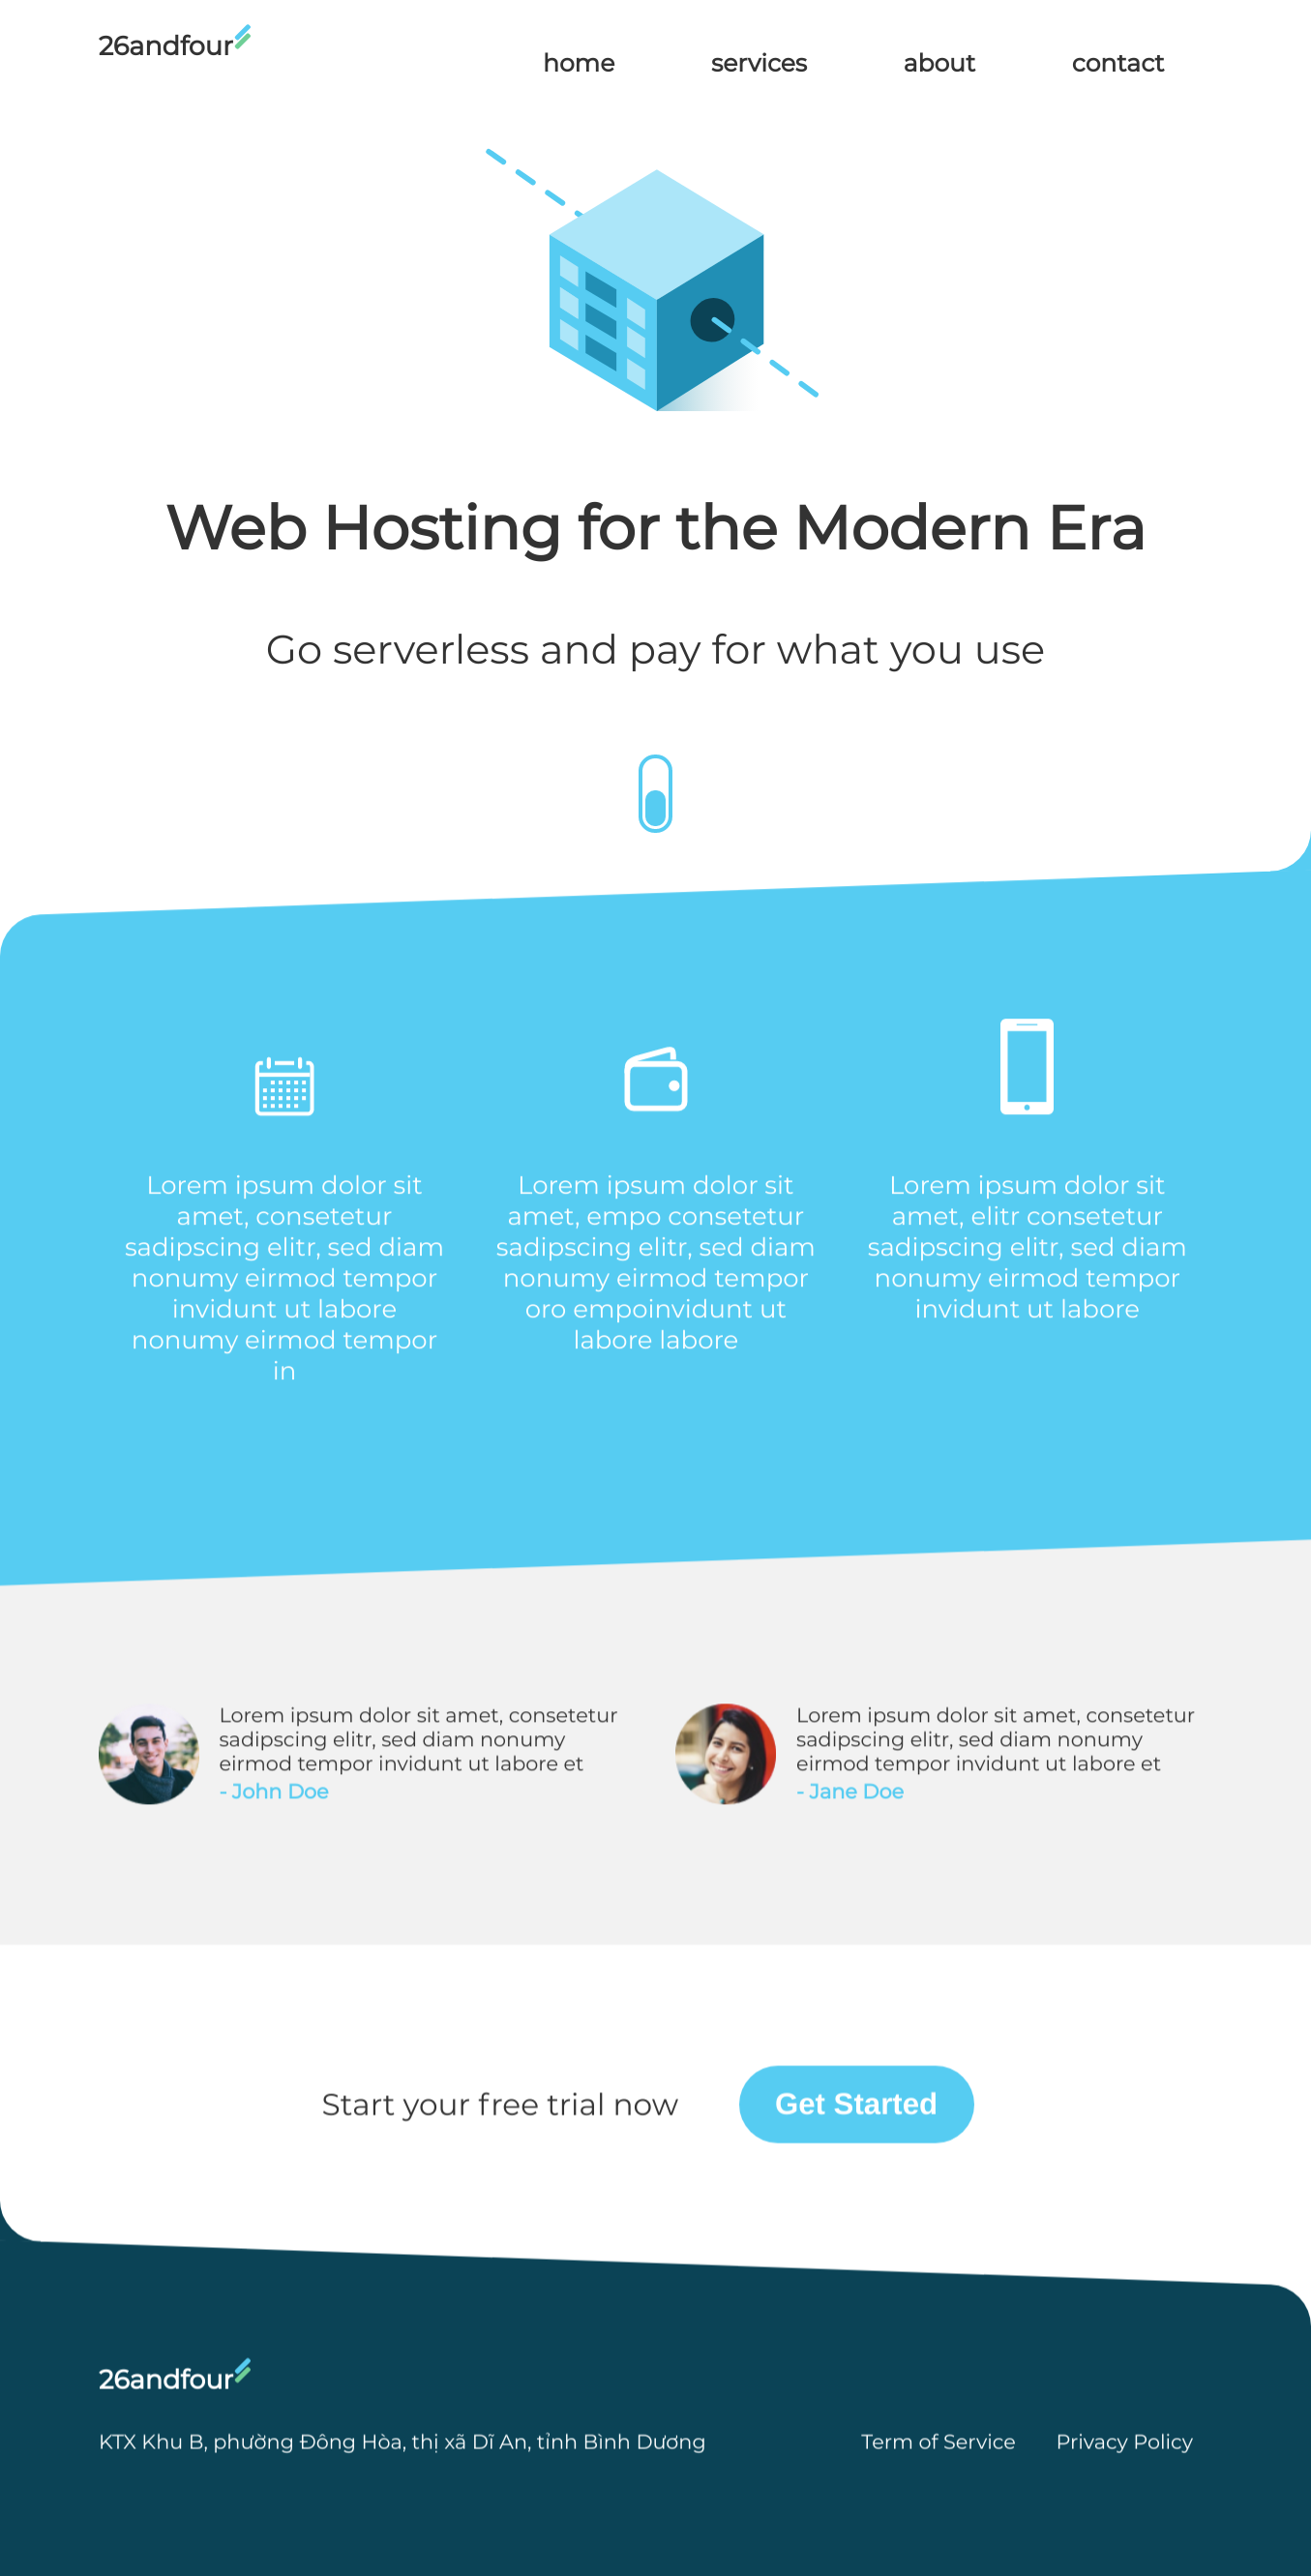 26andfour
home services about contact
Web Hosting for the Modern Era
Go serverless and pay for what you use
Lorem ipsum dolor sit
amet, consetetur
sadipscing elitr, sed diam
nonumy eirmod tempor
invidunt ut labore
nonumy eirmod tempor
in
Lorem ipsum dolor sit
amet, empo consetetur
sadipscing elitr, sed diam
nonumy eirmod tempor
oro empoinvidunt ut
labore labore
Lorem ipsum dolor sit
amet, elitr consetetur
sadipscing elitr, sed diam
nonumy eirmod tempor
invidunt ut labore
Lorem ipsum dolor sit amet, consetetur
sadipscing elitr, sed diam nonumy
eirmod tempor invidunt ut labore et
- John Doe
Lorem ipsum dolor sit amet, consetetur
sadipscing elitr, sed diam nonumy
eirmod tempor invidunt ut labore et
- Jane Doe
Start your free trial now
Get Started
26andfour
KTX Khu B, phường Đông Hòa, thị xã Dĩ An, tỉnh Bình Dương
Term of Service Privacy Policy